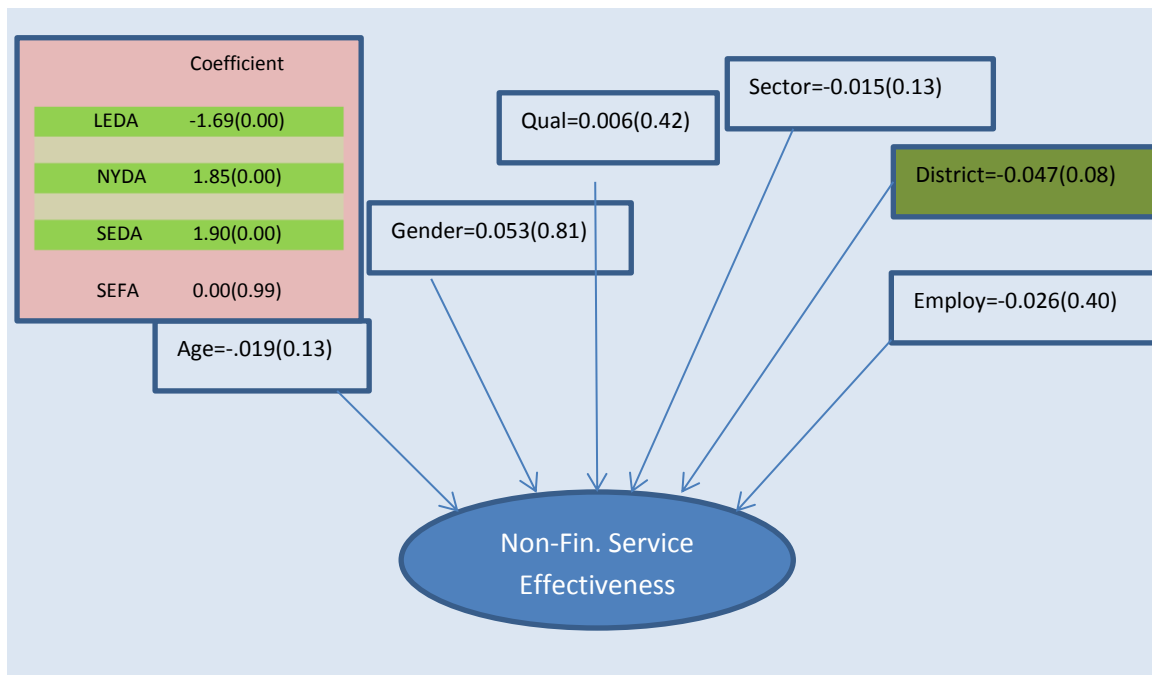 Coefficient
LEDA -1.69(0.00)
NYDA 1.85(0.00)
SEDA 1.90(0.00)
SEFA 0.00(0.99)
Age=-.019(0.13)
Gender=0.053(0.81)
Qual=0.006(0.42)
Sector=-0.015(0.13)
District=-0.047(0.08)
Employ=-0.026(0.40)
Non-Fin. Service
Effectiveness